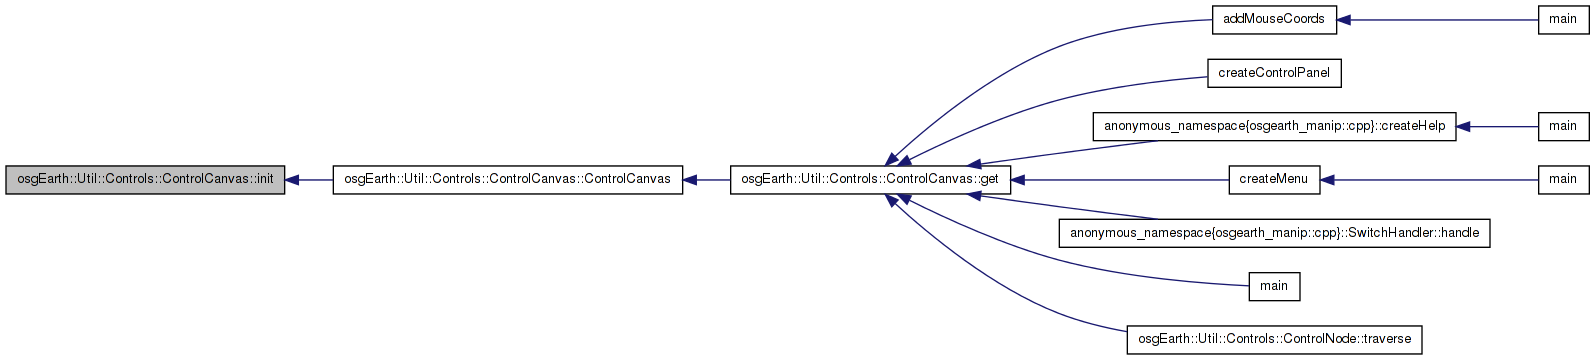 addMouseCoords
main
createControlPanel
anonymous_namespace{osgearth_manip::cpp}::createHelp
main
osgEarth::Util::Controls::ControlCanvas::init
osgEarth::Util::Controls::ControlCanvas::ControlCanvas
osgEarth::Util::Controls::ControlCanvas::get
createMenu
main
anonymous_namespace{osgearth_manip::cpp}::SwitchHandler::handle
main
osgEarth::Util::Controls::ControlNode::traverse